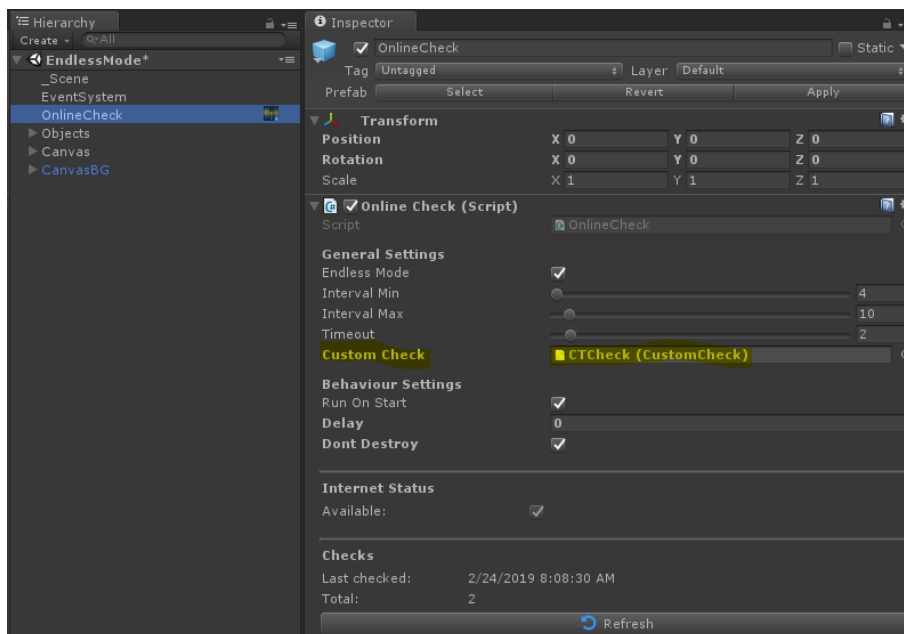 Hierarchy
Create
All
EndlessMode*
_Scene
EventSystem
OnlineCheck
Objects
Canvas
CanvasBG
Inspector
OnlineCheck
Static
Tag Untagged Layer Default
Prefab Select Revert Apply
Transform
Position X 0 Y 0 Z 0
Rotation X 0 Y 0 Z 0
Scale X 1 Y 1 Z 1
Online Check (Script)
Script OnlineCheck
General Settings
Endless Mode
Interval Min 4
Interval Max 10
Timeout 2
Custom Check CTCheck (CustomCheck)
Behaviour Settings
Run On Start
Delay 0
Dont Destroy
Internet Status
Available:
Checks
Last checked: 2/24/2019 8:08:30 AM
Total: 2
Refresh